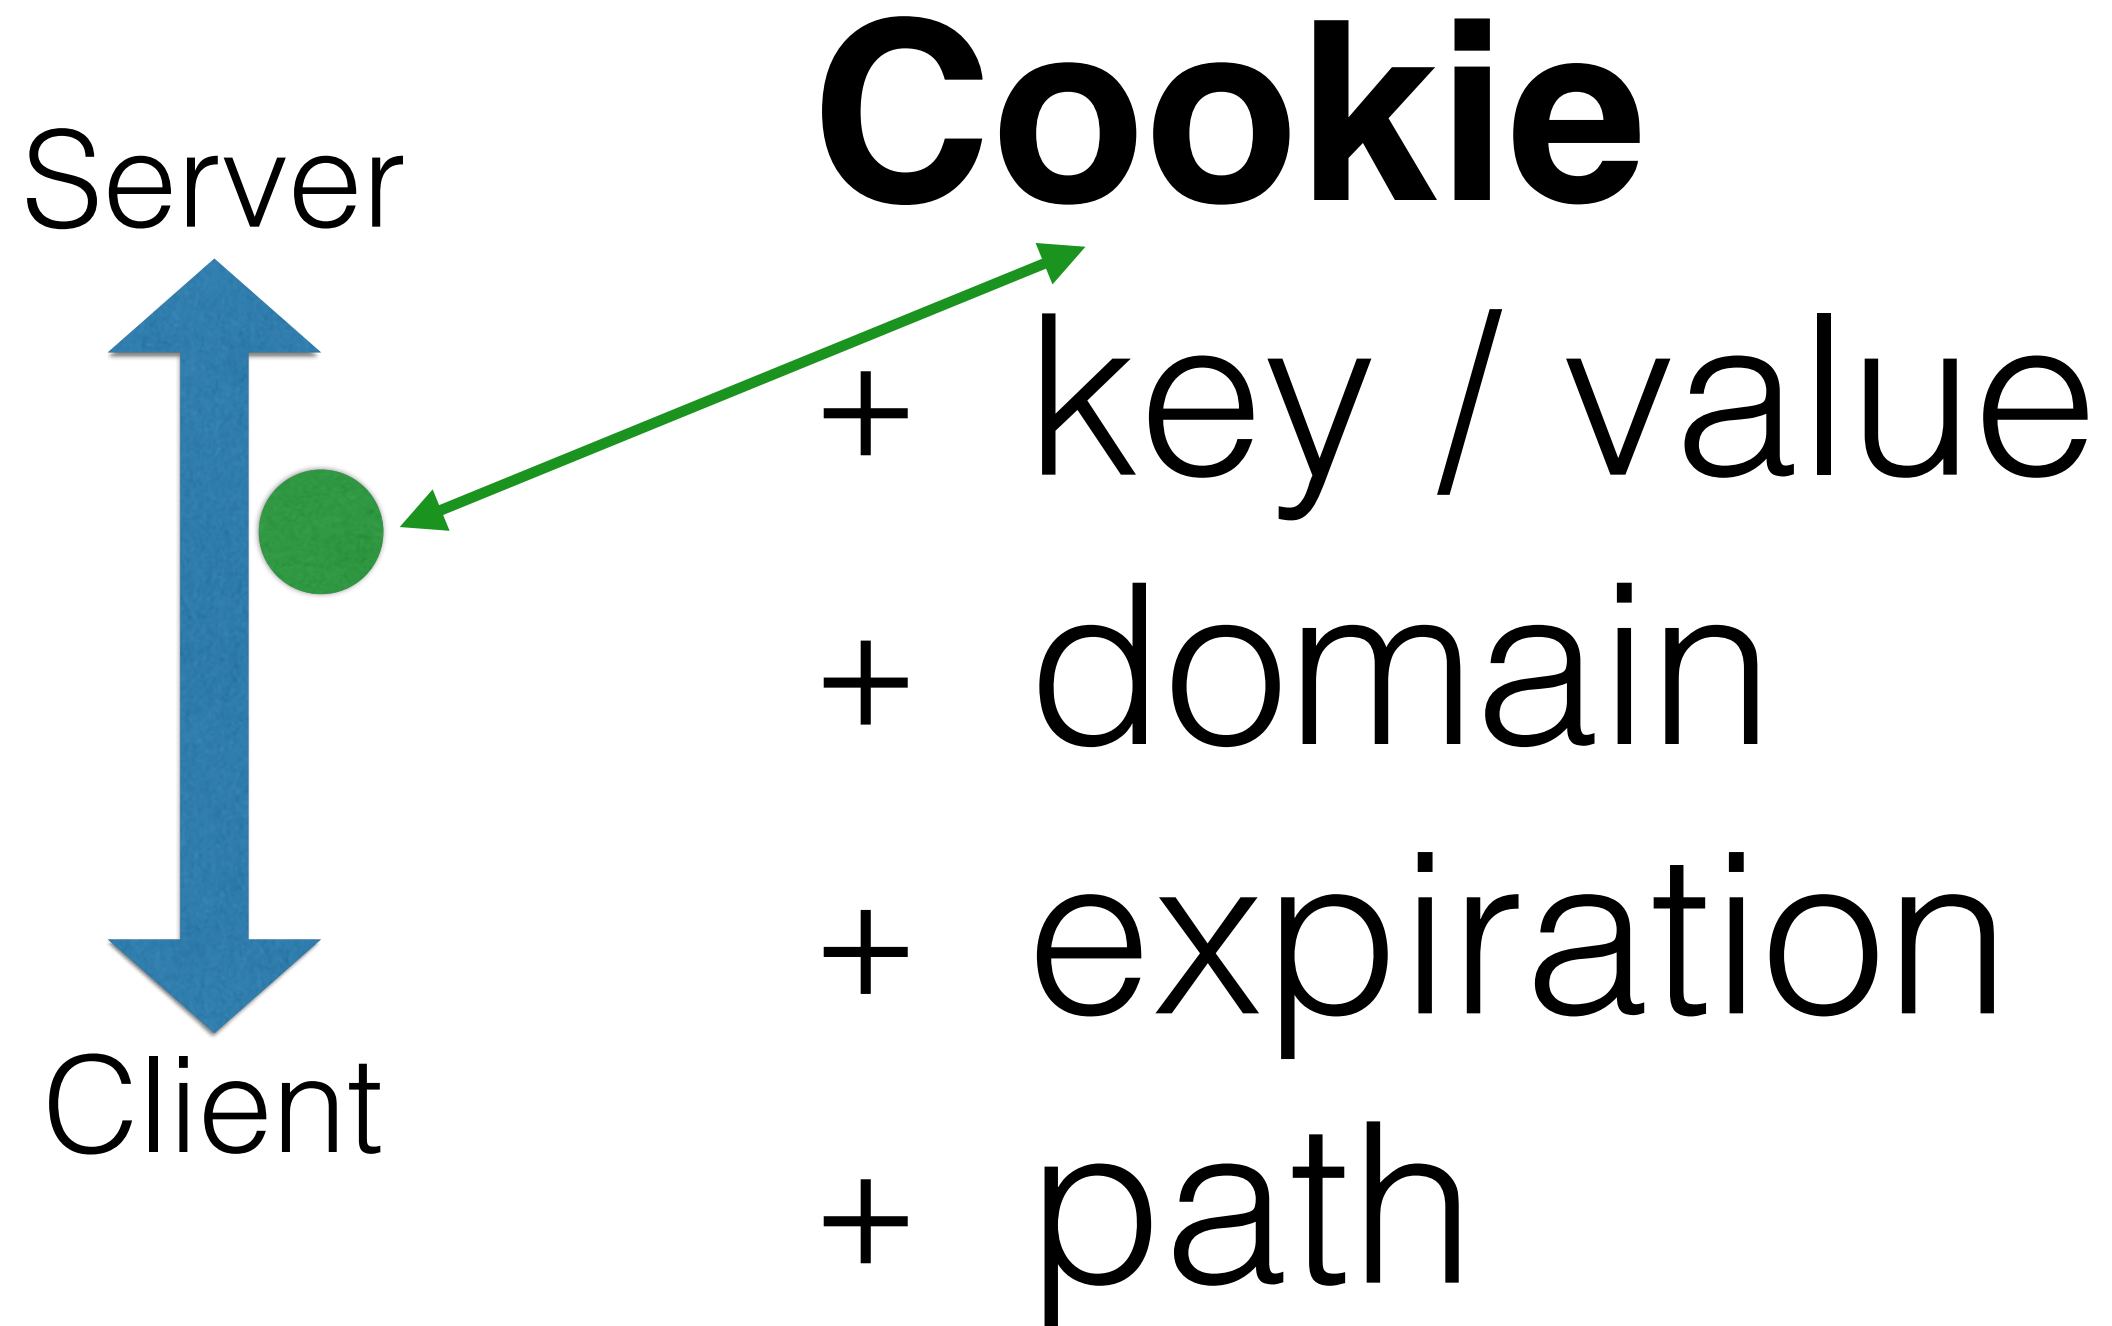 Cookie
Server
+ key / value
+ domain
+ expiration
Client
+ path